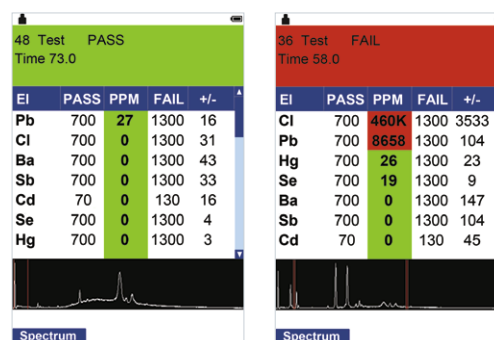 48 Test PASS
Time 73.0
El PASS PPM FAIL +/-
Pb 700 27 1300 16
Cl 700 0 1300 31
Ba 700 0 1300 43
Sb 700 0 1300 33
Cd 70 0 130 16
Se 700 0 1300 4
Hg 700 0 1300 3
Spectrum
36 Test FAIL
Time 58.0
El PASS PPM FAIL +/-
Cl 700 460K 1300 3533
Pb 700 8658 1300 104
Hg 700 26 1300 23
Se 700 19 1300 9
Ba 700 0 1300 147
Sb 700 0 1300 104
Cd 70 0 130 45
Spectrum